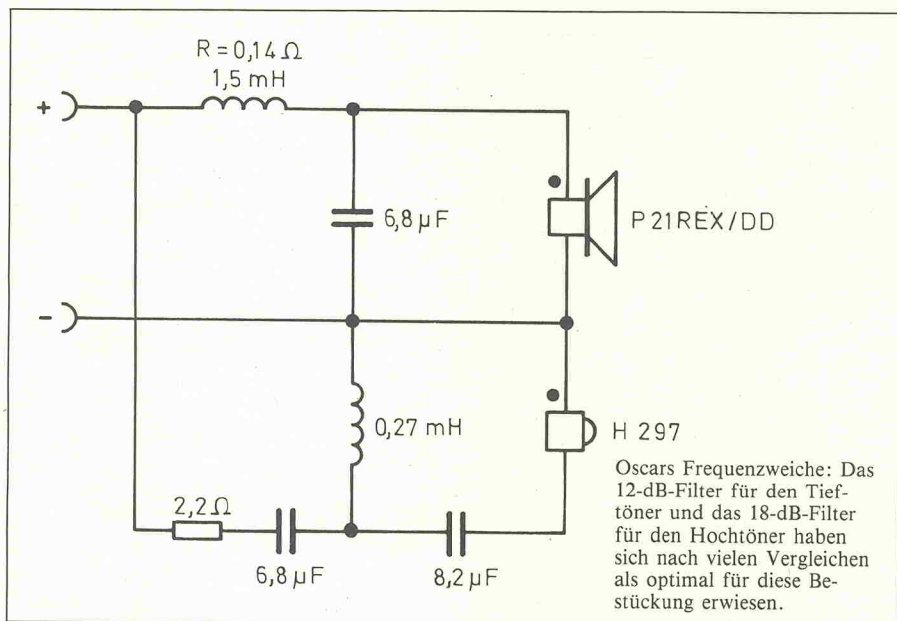 R = 0,14 Ω
1,5 mH
+
6,8 µF
P 21REX/DD
-
0,27 mH
H 297
2,2 Ω
6,8 µF
8,2 µF
Oscars Frequenzweiche: Das
12-dB-Filter für den Tief-
töner und das 18-dB-Filter
für den Hochtöner haben
sich nach vielen Vergleichen
als optimal für diese Be-
stückung erwiesen.